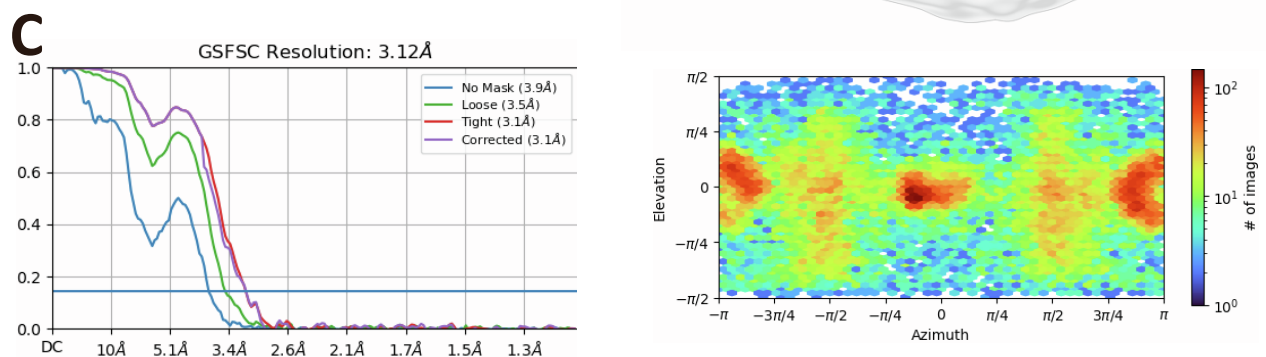 C
GSFSC Resolution: 3.12Å
1.0
0.8
0.6
0.4
0.2
0.0
No Mask (3.9Å)
Loose (3.5Å)
Tight (3.1Å)
Corrected (3.1Å)
DC 10Å 5.1Å 3.4Å 2.6Å 2.1Å 1.7Å 1.5Å 1.3Å
Elevation
π/2
π/4
0
−π/4
−π/2
−π −3π/4 −π/2 −π/4 0 π/4 π/2 3π/4 π
Azimuth
10²
10¹
10⁰
# of images